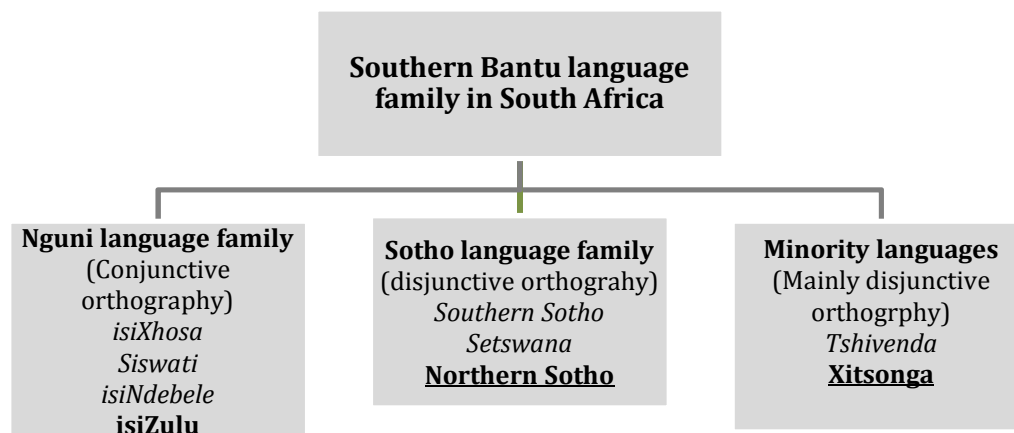 Southern Bantu language
family in South Africa
Nguni language family
(Conjunctive
orthography)
isiXhosa
Siswati
isiNdebele
isiZulu
Sotho language family
(disjunctive orthograhy)
Southern Sotho
Setswana
Northern Sotho
Minority languages
(Mainly disjunctive
orthogrphy)
Tshivenda
Xitsonga